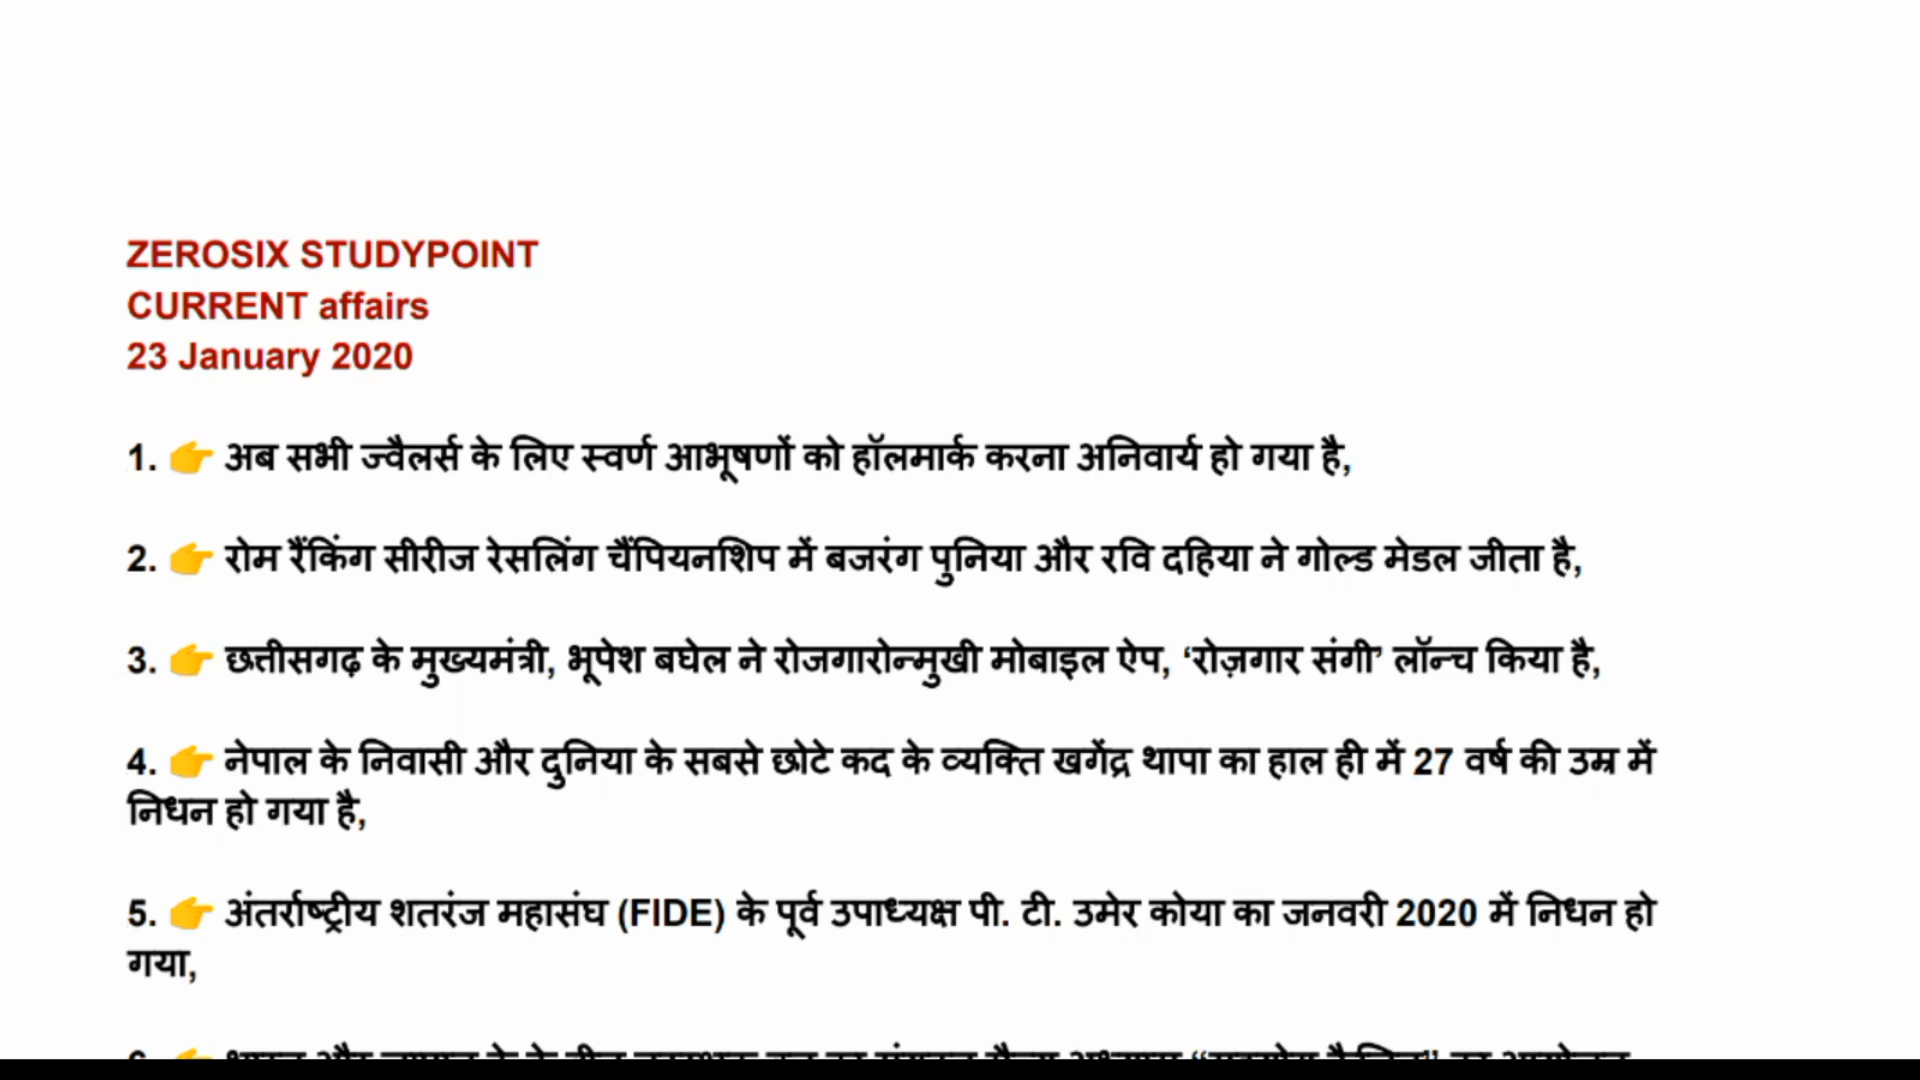 ZEROSIX STUDYPOINT
CURRENT affairs
23 January 2020
1. 👉 अब सभी ज्वैलर्स के लिए स्वर्ण आभूषणों को हॉलमार्क करना अनिवार्य हो गया है,
2. 👉 रोम रैंकिंग सीरीज रेसलिंग चैंपियनशिप में बजरंग पुनिया और रवि दहिया ने गोल्ड मेडल जीता है,
3. 👉 छत्तीसगढ़ के मुख्यमंत्री, भूपेश बघेल ने रोजगारोन्मुखी मोबाइल ऐप, ‘रोज़गार संगी’ लॉन्च किया है,
4. 👉 नेपाल के निवासी और दुनिया के सबसे छोटे कद के व्यक्ति खगेंद्र थापा का हाल ही में 27 वर्ष की उम्र में
निधन हो गया है,
5. 👉 अंतर्राष्ट्रीय शतरंज महासंघ (FIDE) के पूर्व उपाध्यक्ष पी. टी. उमेर कोया का जनवरी 2020 में निधन हो
गया,